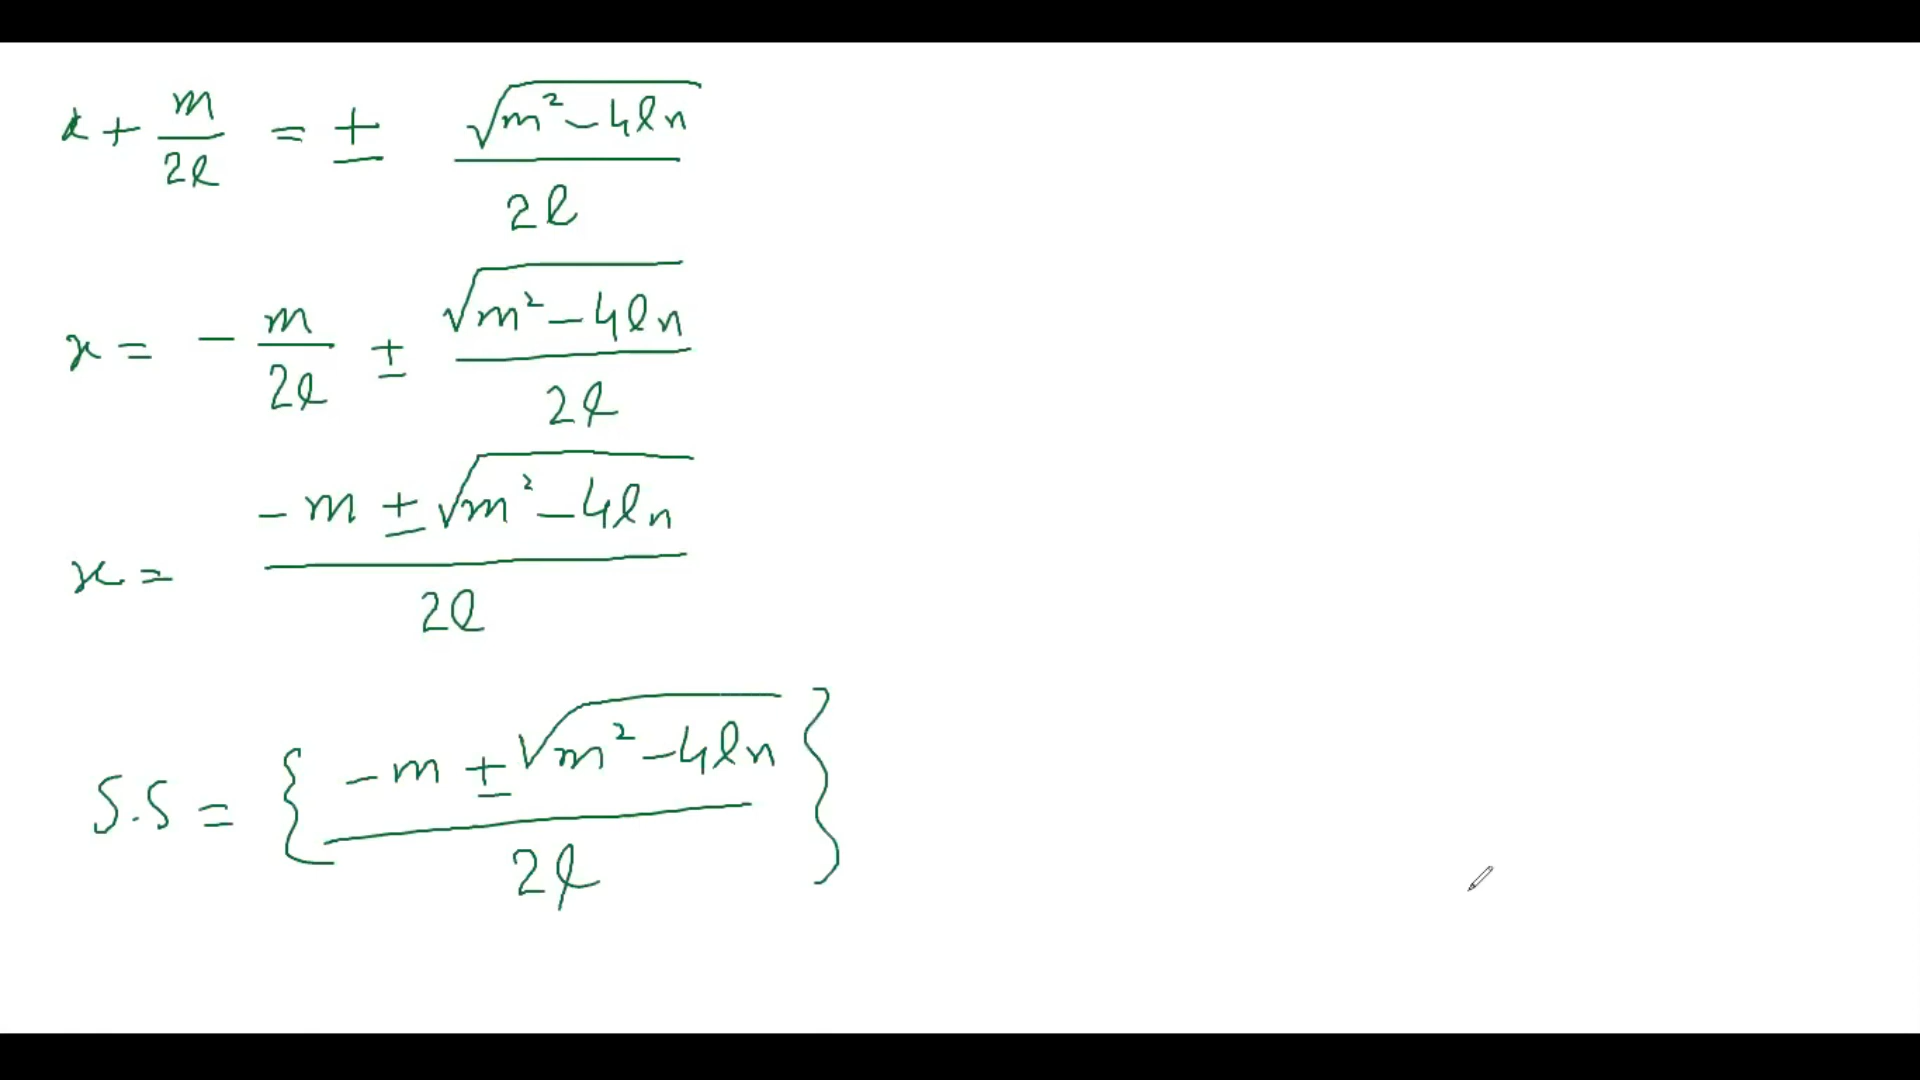 x + m/2ℓ = ± √(m² - 4ℓn)/2ℓ
x = - m/2ℓ ± √(m² - 4ℓn)/2ℓ
x = (-m ± √(m² - 4ℓn))/2ℓ
S.S = {(-m ± √(m² - 4ℓn))/2ℓ}